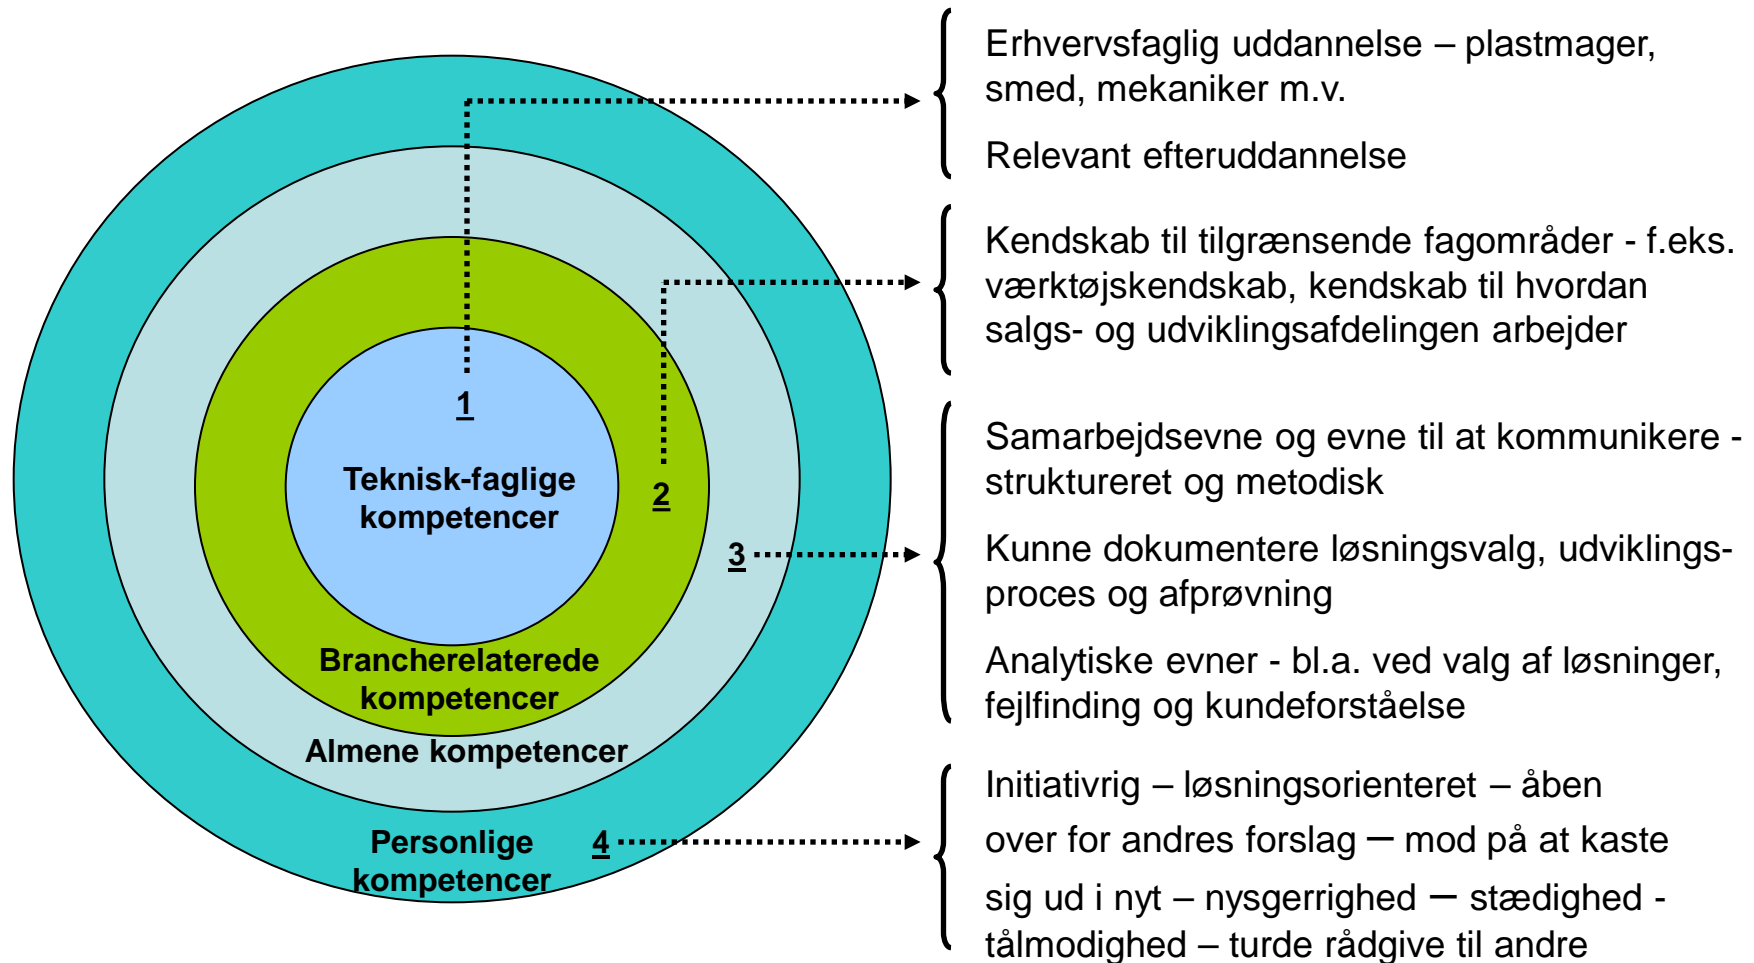 1
Teknisk-faglige
kompetencer
2
3
Brancherelaterede
kompetencer
Almene kompetencer
Personlige
kompetencer
4
Erhvervsfaglig uddannelse – plastmager,
smed, mekaniker m.v.
Relevant efteruddannelse
Kendskab til tilgrænsende fagområder - f.eks.
værktøjskendskab, kendskab til hvordan
salgs- og udviklingsafdelingen arbejder
Samarbejdsevne og evne til at kommunikere -
struktureret og metodisk
Kunne dokumentere løsningsvalg, udviklings-
proces og afprøvning
Analytiske evner - bl.a. ved valg af løsninger,
fejlfinding og kundeforståelse
Initiativrig – løsningsorienteret – åben
over for andres forslag – mod på at kaste
sig ud i nyt – nysgerrighed – stædighed -
tålmodighed – turde rådgive til andre